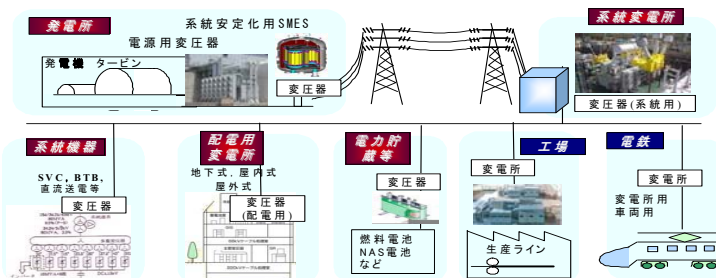 発電所
系統安定化用SMES
電源用変圧器
発電機 タービン
変圧器
系統変電所
変圧器(系統用)
系統機器
SVC, BTB,
直流送電等
変圧器
配電用
変電所
地下式, 屋内式
屋外式
変圧器
(配電用)
電力貯
蔵等
変圧器
燃料電池
NAS電池
など
工場
変電所
生産ライン
電鉄
変電所
変電所用
車両用